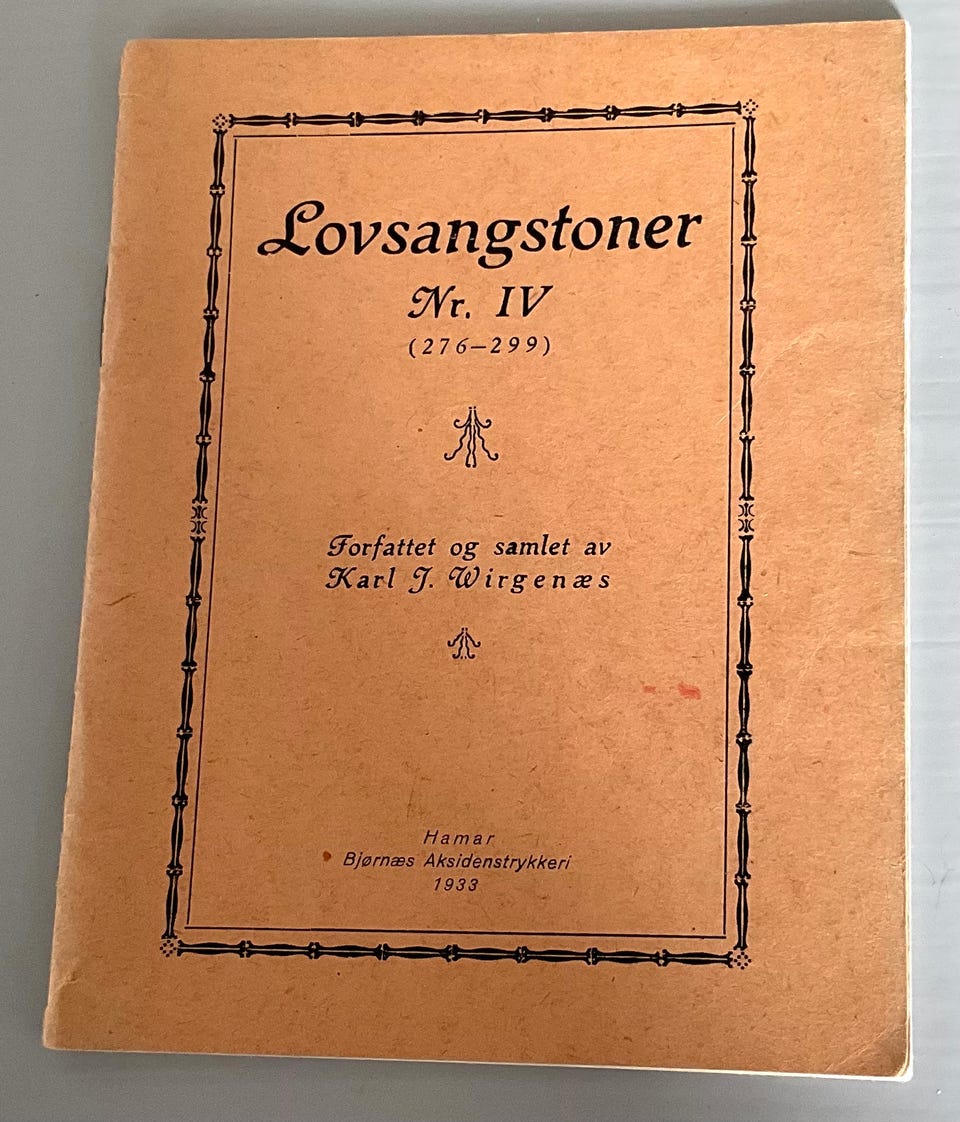 Lovsangstoner
Nr. IV
(276—299)
Forfattet og samlet av
Karl J. Wirgenæs
Hamar
Bjørnæs Aksidenstrykkeri
1933